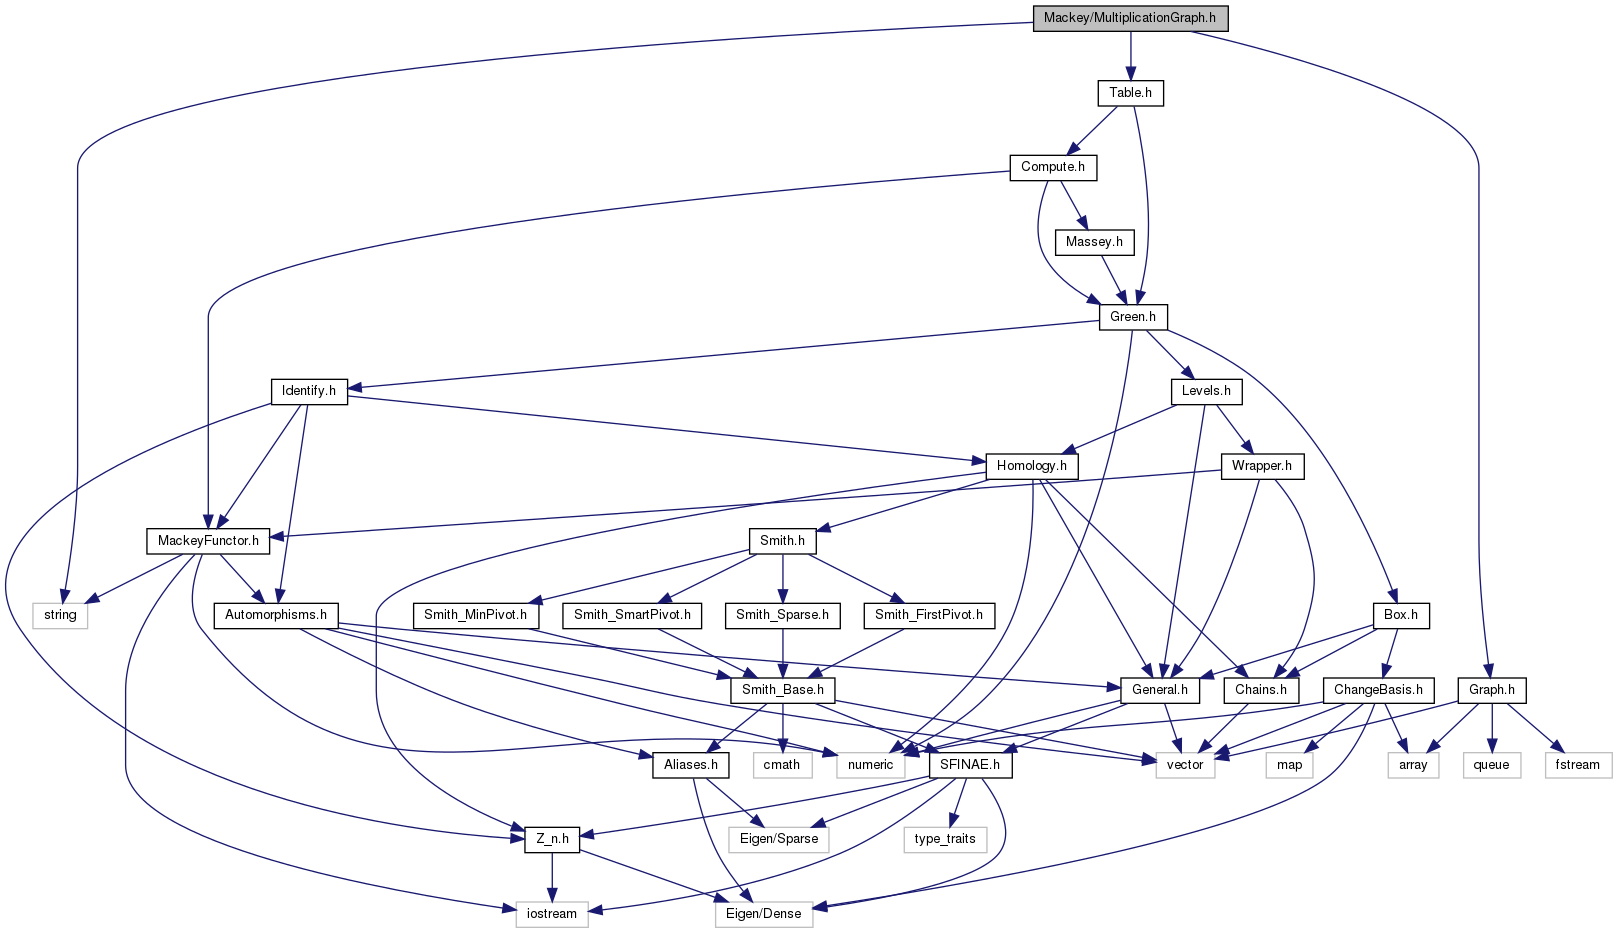 Mackey/MultiplicationGraph.h
Table.h
Compute.h
Massey.h
Green.h
Identify.h
Levels.h
Homology.h
Wrapper.h
MackeyFunctor.h
Smith.h
string
Automorphisms.h
Smith_MinPivot.h
Smith_SmartPivot.h
Smith_Sparse.h
Smith_FirstPivot.h
Box.h
Smith_Base.h
General.h
Chains.h
ChangeBasis.h
Graph.h
Aliases.h
cmath
numeric
SFINAE.h
vector
map
array
queue
fstream
Z_n.h
Eigen/Sparse
type_traits
iostream
Eigen/Dense